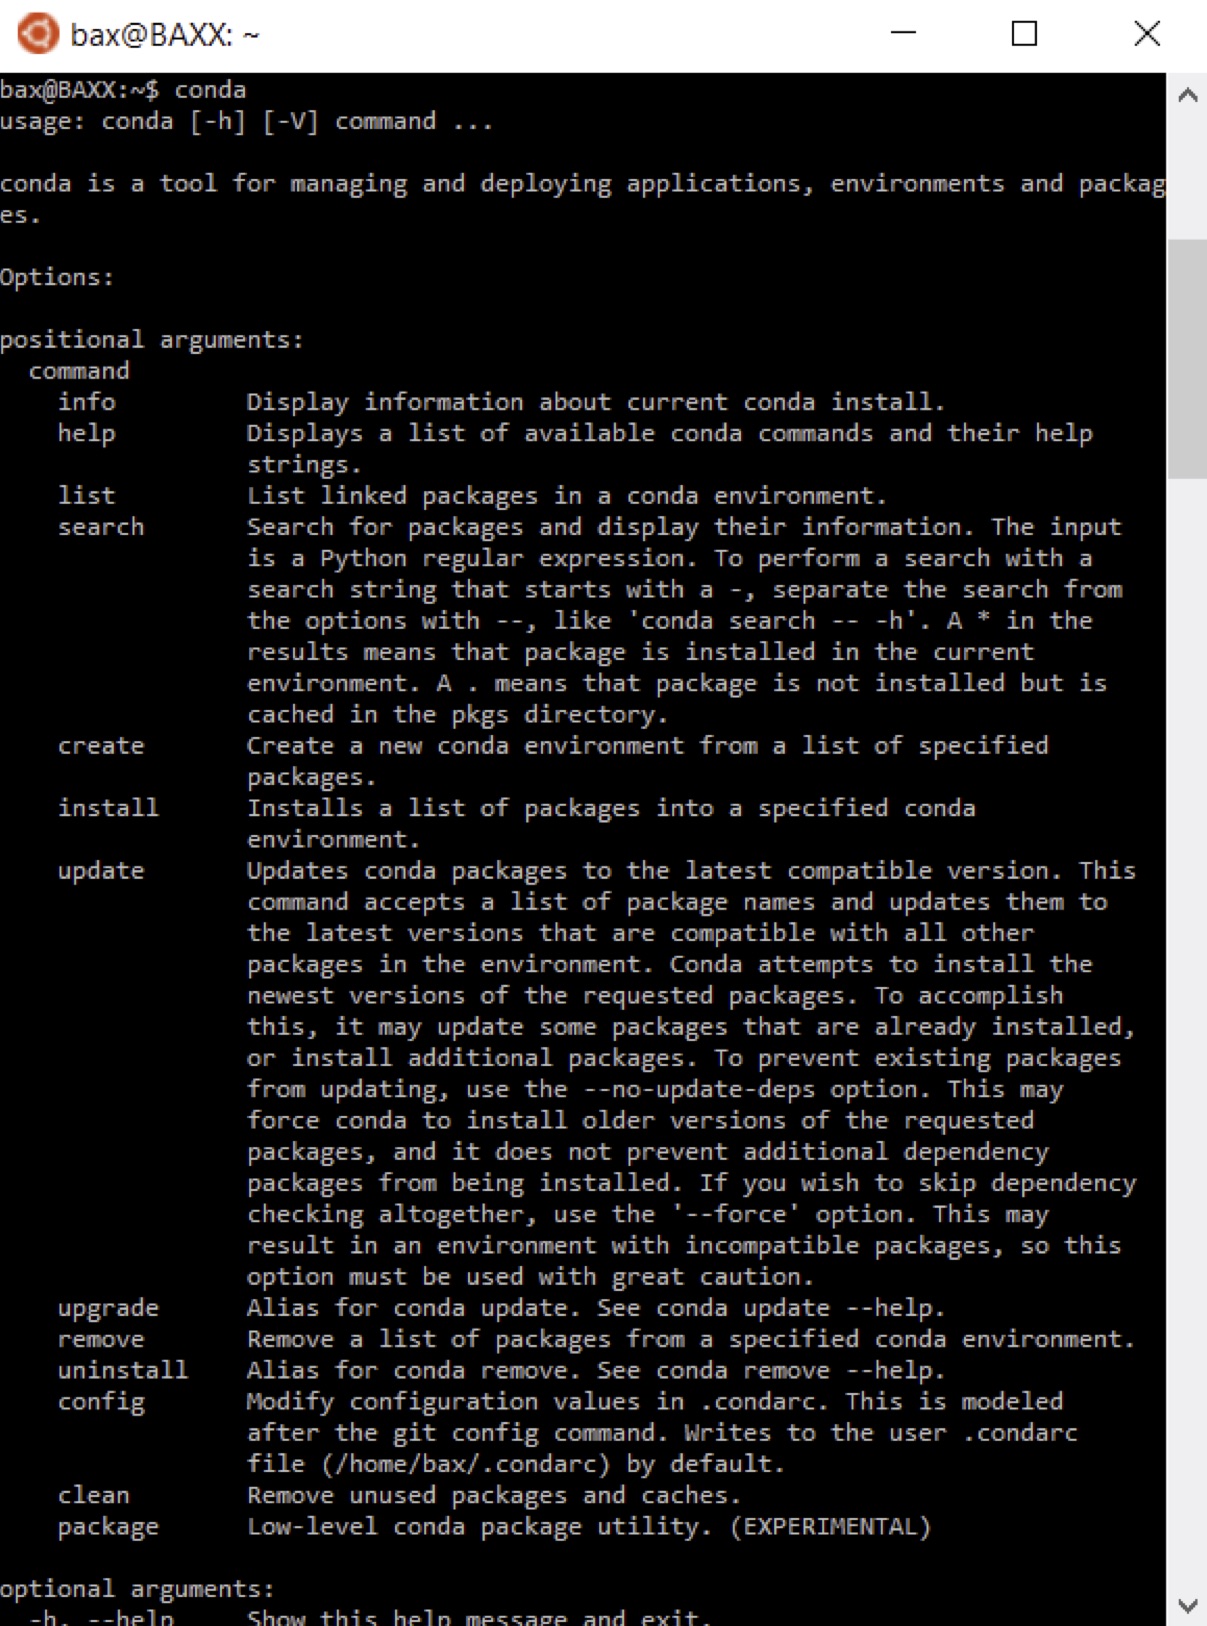 bax@BAXX: ~
bax@BAXX:~$ conda
usage: conda [-h] [-V] command ...
conda is a tool for managing and deploying applications, environments and packag
es.
Options:
positional arguments:
  command
    info         Display information about current conda install.
    help         Displays a list of available conda commands and their help
                 strings.
    list         List linked packages in a conda environment.
    search       Search for packages and display their information. The input
                 is a Python regular expression. To perform a search with a
                 search string that starts with a -, separate the search from
                 the options with --, like 'conda search -- -h'. A * in the
                 results means that package is installed in the current
                 environment. A . means that package is not installed but is
                 cached in the pkgs directory.
    create       Create a new conda environment from a list of specified
                 packages.
    install      Installs a list of packages into a specified conda
                 environment.
    update       Updates conda packages to the latest compatible version. This
                 command accepts a list of package names and updates them to
                 the latest versions that are compatible with all other
                 packages in the environment. Conda attempts to install the
                 newest versions of the requested packages. To accomplish
                 this, it may update some packages that are already installed,
                 or install additional packages. To prevent existing packages
                 from updating, use the --no-update-deps option. This may
                 force conda to install older versions of the requested
                 packages, and it does not prevent additional dependency
                 packages from being installed. If you wish to skip dependency
                 checking altogether, use the '--force' option. This may
                 result in an environment with incompatible packages, so this
                 option must be used with great caution.
    upgrade      Alias for conda update. See conda update --help.
    remove       Remove a list of packages from a specified conda environment.
    uninstall    Alias for conda remove. See conda remove --help.
    config       Modify configuration values in .condarc. This is modeled
                 after the git config command. Writes to the user .condarc
                 file (/home/bax/.condarc) by default.
    clean        Remove unused packages and caches.
    package      Low-level conda package utility. (EXPERIMENTAL)
optional arguments:
  -h, --help     Show this help message and exit.